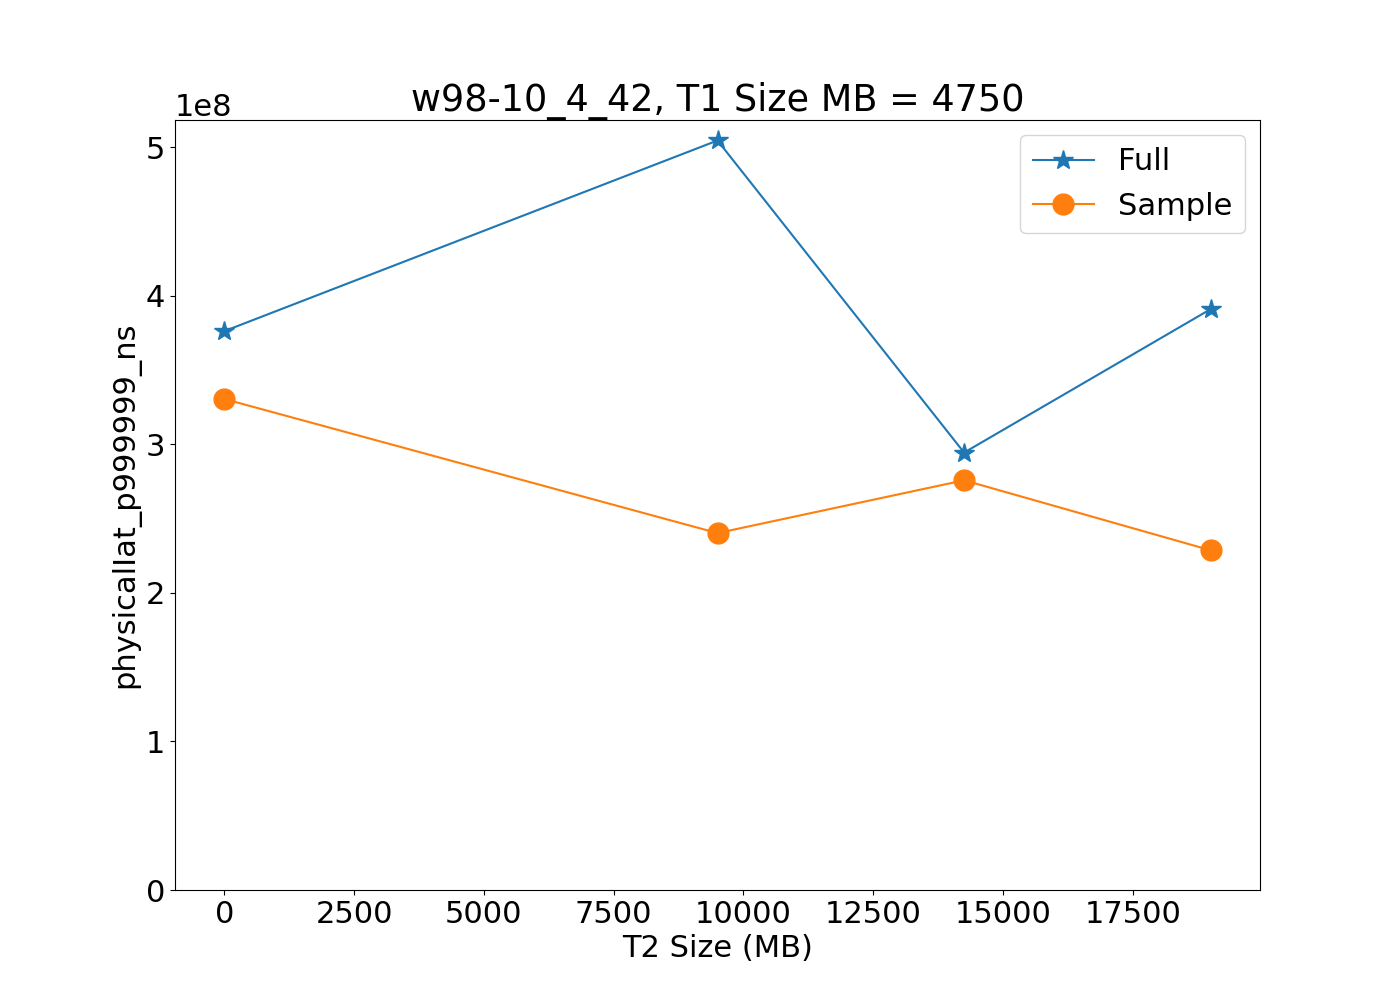 w98-10_4_42, T1 Size MB = 4750
1e8
Full
Sample
5
4
3
2
1
0
physicallat_p999999_ns
0 2500 5000 7500 10000 12500 15000 17500
T2 Size (MB)